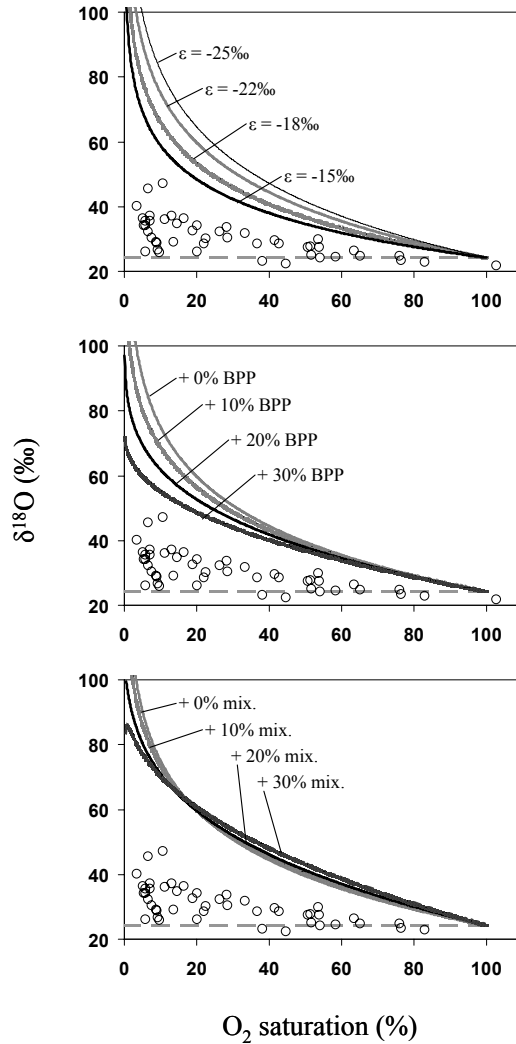 100
80
60
40
20
0 20 40 60 80 100
ε = -25‰
ε = -22‰
ε = -18‰
ε = -15‰
100
80
60
40
20
0 20 40 60 80 100
+ 0% BPP
+ 10% BPP
+ 20% BPP
+ 30% BPP
δ¹⁸O (‰)
100
80
60
40
20
0 20 40 60 80 100
+ 0% mix.
+ 10% mix.
+ 20% mix.
+ 30% mix.
O₂ saturation (%)